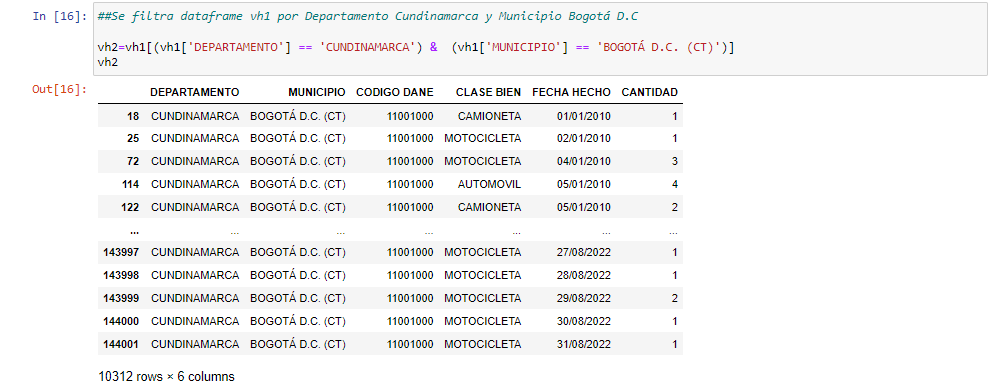 In [16]: ##Se filtra dataframe vh1 por Departamento Cundinamarca y Municipio Bogotá D.C
vh2=vh1[(vh1['DEPARTAMENTO'] == 'CUNDINAMARCA') &  (vh1['MUNICIPIO'] == 'BOGOTÁ D.C. (CT)')]
vh2
Out[16]:
DEPARTAMENTO MUNICIPIO CODIGO DANE CLASE BIEN FECHA HECHO CANTIDAD
18 CUNDINAMARCA BOGOTÁ D.C. (CT) 11001000 CAMIONETA 01/01/2010 1
25 CUNDINAMARCA BOGOTÁ D.C. (CT) 11001000 MOTOCICLETA 02/01/2010 1
72 CUNDINAMARCA BOGOTÁ D.C. (CT) 11001000 MOTOCICLETA 04/01/2010 3
114 CUNDINAMARCA BOGOTÁ D.C. (CT) 11001000 AUTOMOVIL 05/01/2010 4
122 CUNDINAMARCA BOGOTÁ D.C. (CT) 11001000 CAMIONETA 05/01/2010 2
... ... ... ... ... ... ...
143997 CUNDINAMARCA BOGOTÁ D.C. (CT) 11001000 MOTOCICLETA 27/08/2022 1
143998 CUNDINAMARCA BOGOTÁ D.C. (CT) 11001000 MOTOCICLETA 28/08/2022 1
143999 CUNDINAMARCA BOGOTÁ D.C. (CT) 11001000 MOTOCICLETA 29/08/2022 2
144000 CUNDINAMARCA BOGOTÁ D.C. (CT) 11001000 MOTOCICLETA 30/08/2022 1
144001 CUNDINAMARCA BOGOTÁ D.C. (CT) 11001000 MOTOCICLETA 31/08/2022 1
10312 rows × 6 columns